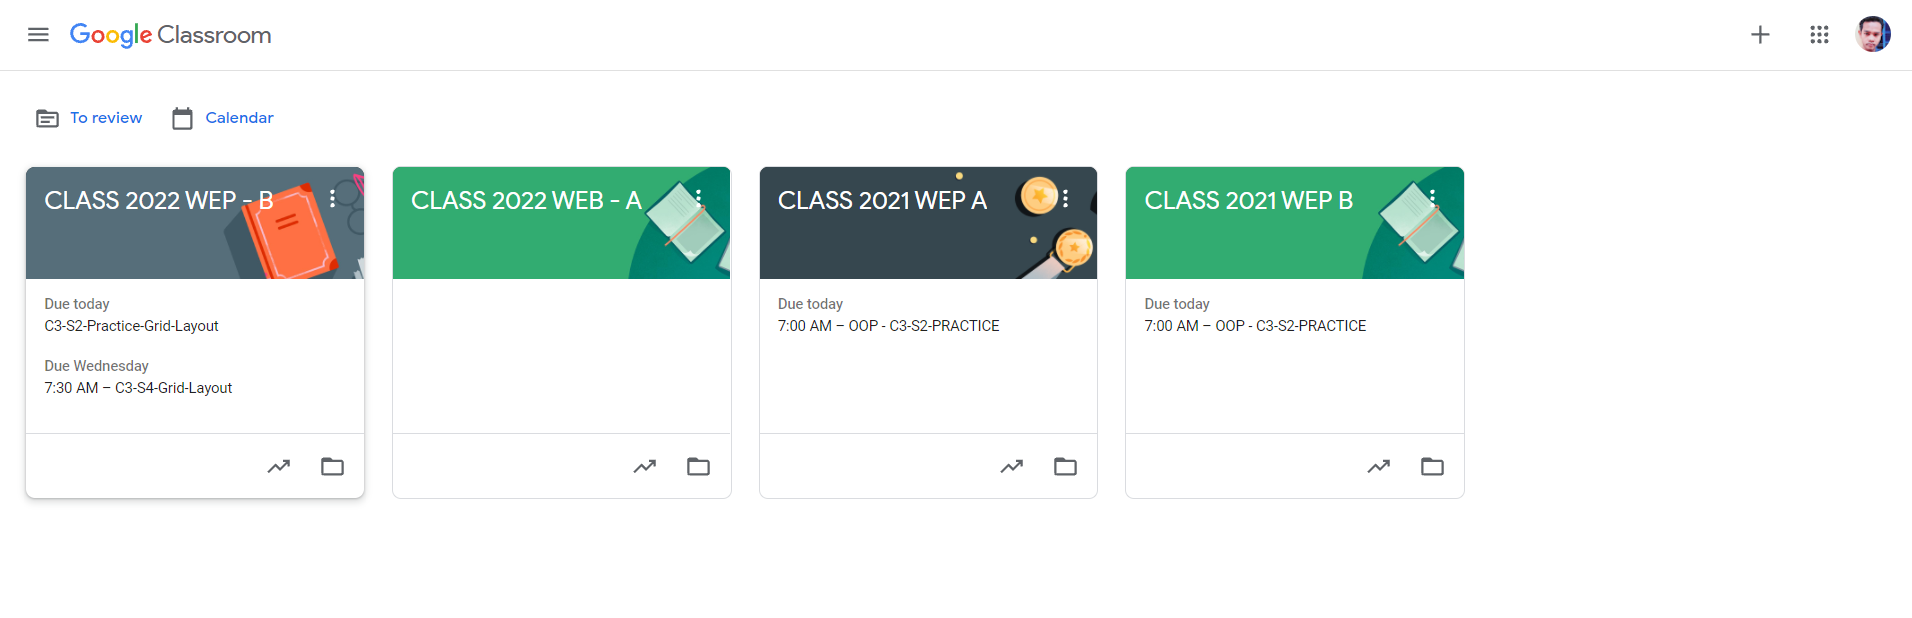 Google Classroom
To review
Calendar
CLASS 2022 WEP - B
Due today
C3-S2-Practice-Grid-Layout
Due Wednesday
7:30 AM – C3-S4-Grid-Layout
CLASS 2022 WEB - A
CLASS 2021 WEP A
Due today
7:00 AM – OOP - C3-S2-PRACTICE
CLASS 2021 WEP B
Due today
7:00 AM – OOP - C3-S2-PRACTICE